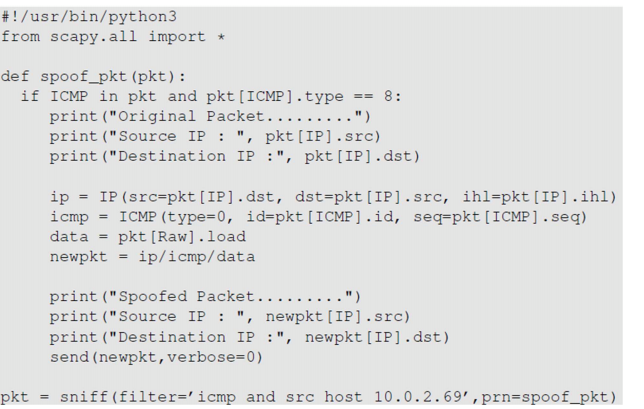 #!/usr/bin/python3
from scapy.all import *
def spoof_pkt(pkt):
if ICMP in pkt and pkt[ICMP].type == 8:
print("Original Packet.........")
print("Source IP : ", pkt[IP].src)
print("Destination IP :", pkt[IP].dst)
ip = IP(src=pkt[IP].dst, dst=pkt[IP].src, ihl=pkt[IP].ihl)
icmp = ICMP(type=0, id=pkt[ICMP].id, seq=pkt[ICMP].seq)
data = pkt[Raw].load
newpkt = ip/icmp/data
print("Spoofed Packet.........")
print("Source IP : ", newpkt[IP].src)
print("Destination IP :", newpkt[IP].dst)
send(newpkt,verbose=0)
pkt = sniff(filter=’icmp and src host 10.0.2.69’,prn=spoof_pkt)